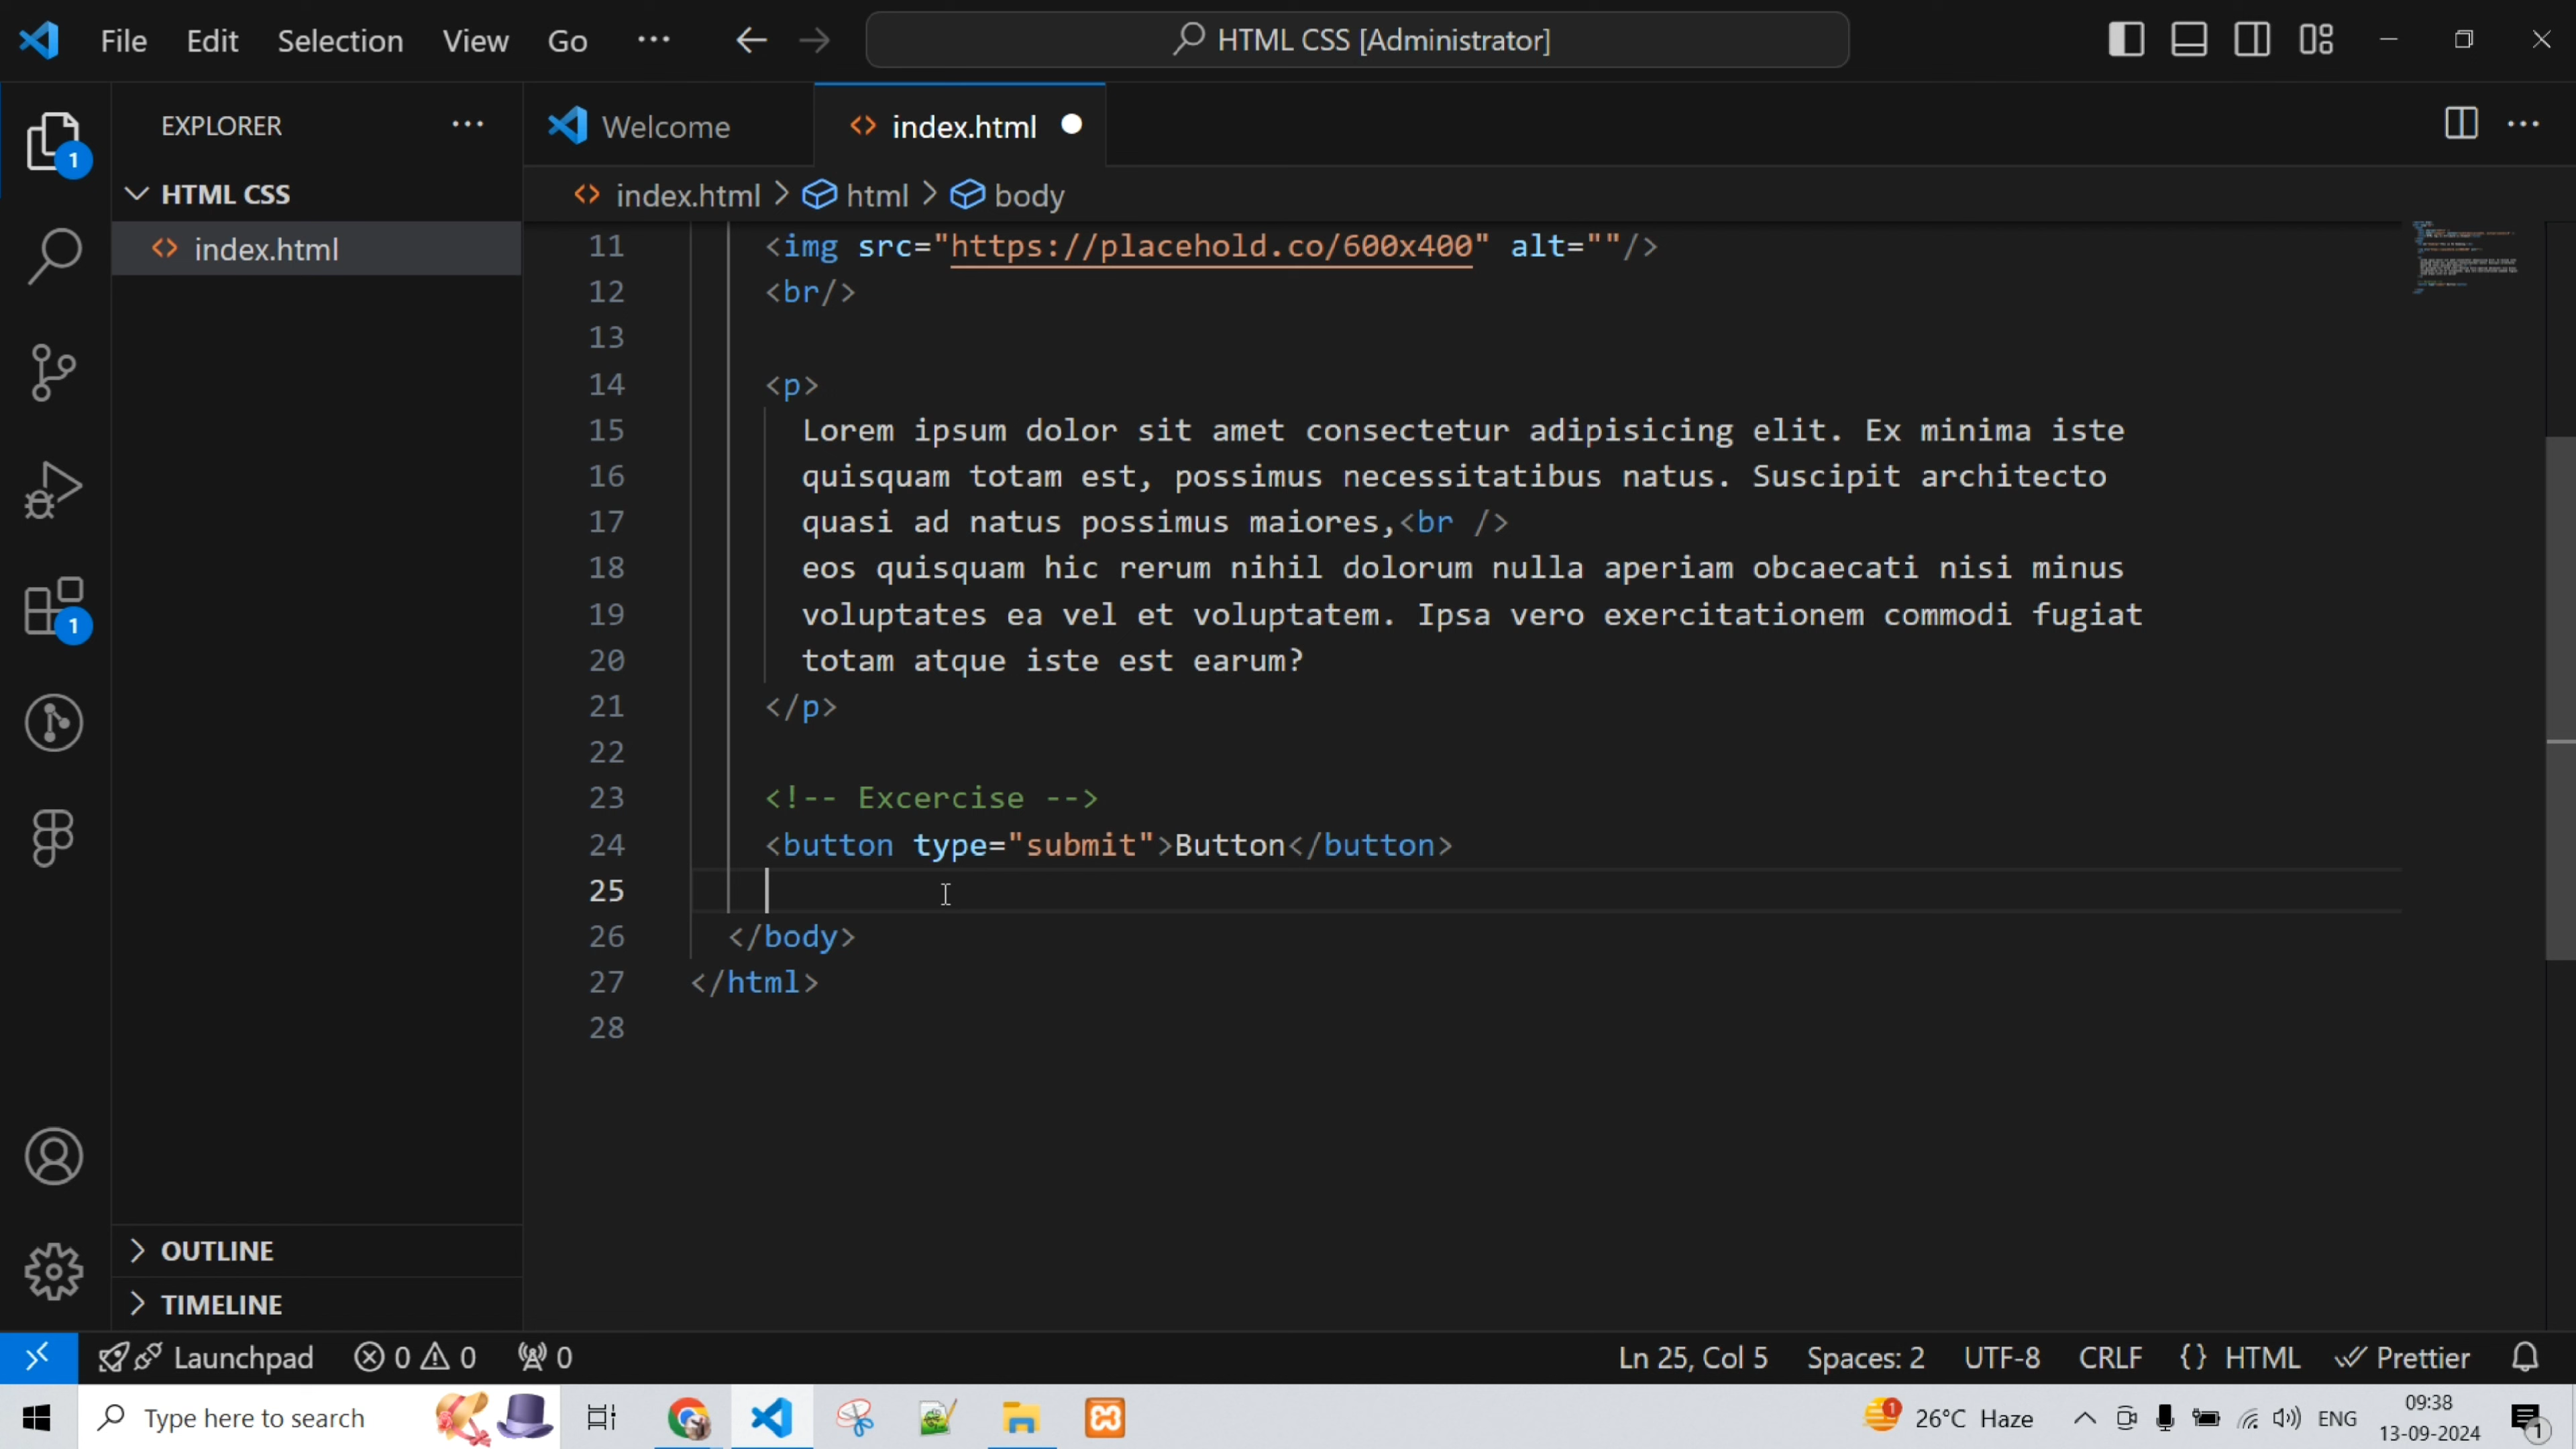 File Edit Selection View Go ··· HTML CSS [Administrator]
EXPLORER ···
Welcome index.html
1
HTML CSS
index.html > html > body
index.html
11 <img src="https://placehold.co/600x400" alt=""/>
12 <br/>
13
14 <p>
15 Lorem ipsum dolor sit amet consectetur adipisicing elit. Ex minima iste
16 quisquam totam est, possimus necessitatibus natus. Suscipit architecto
17 quasi ad natus possimus maiores,<br />
18 eos quisquam hic rerum nihil dolorum nulla aperiam obcaecati nisi minus
1
19 voluptates ea vel et voluptatem. Ipsa vero exercitationem commodi fugiat
20 totam atque iste est earum?
21 </p>
22
23 <!-- Excercise -->
24 <button type="submit">Button</button>
25
26 </body>
27 </html>
28
OUTLINE
TIMELINE
Launchpad 0 0 0 Ln 25, Col 5 Spaces: 2 UTF-8 CRLF {} HTML Prettier
Type here to search 1 26°C Haze ENG 09:38
13-09-2024 1